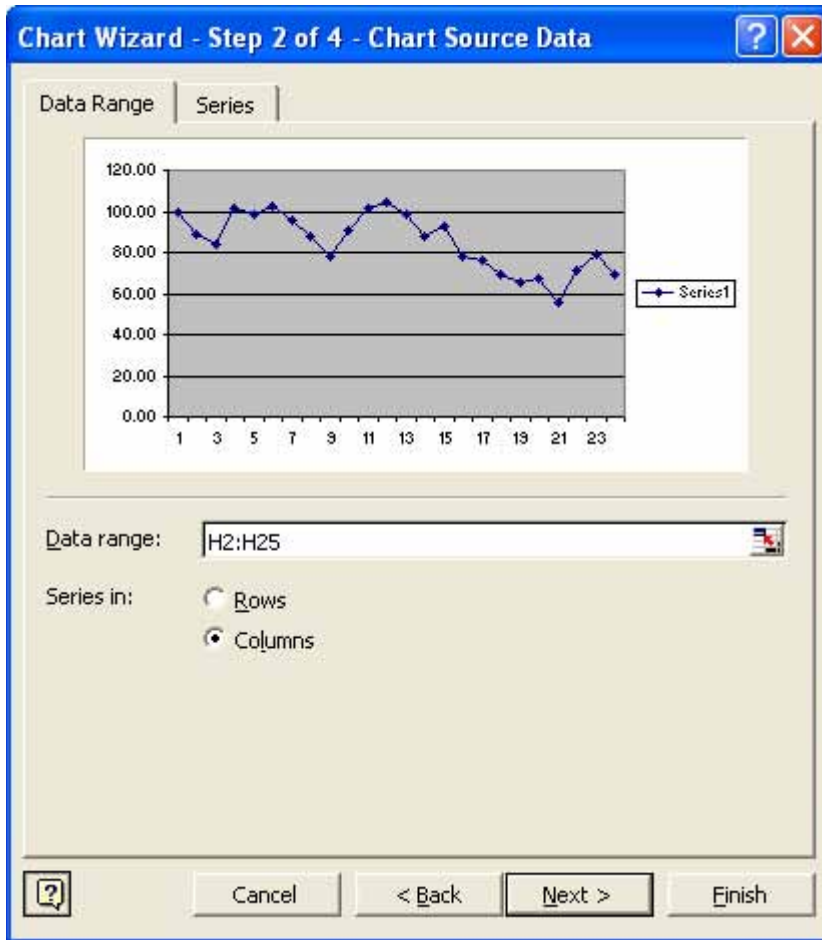 Chart Wizard - Step 2 of 4 - Chart Source Data
Data Range Series
120.00
100.00
80.00
60.00
40.00
20.00
0.00
1 3 5 7 9 11 13 15 17 19 21 23
Series1
Data range: H2:H25
Series in: Rows
Columns
Cancel < Back Next > Finish